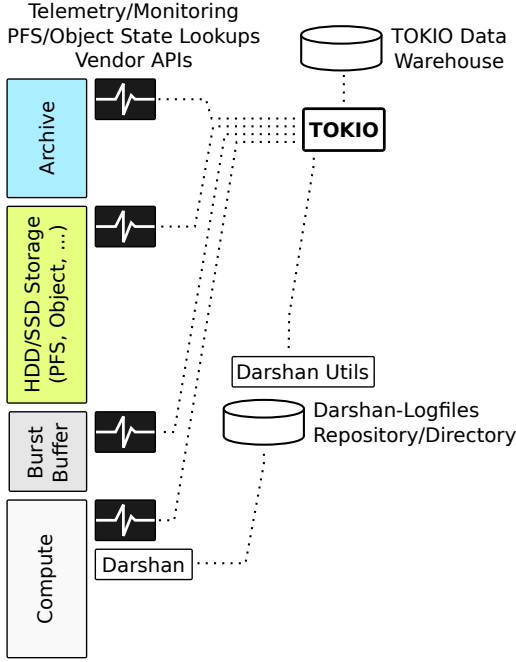 Telemetry/Monitoring
PFS/Object State Lookups
Vendor APIs
TOKIO Data
Warehouse
TOKIO
Archive
HDD/SSD Storage
(PFS, Object, ...)
Darshan Utils
Darshan-Logfiles
Repository/Directory
Burst
Buffer
Compute
Darshan